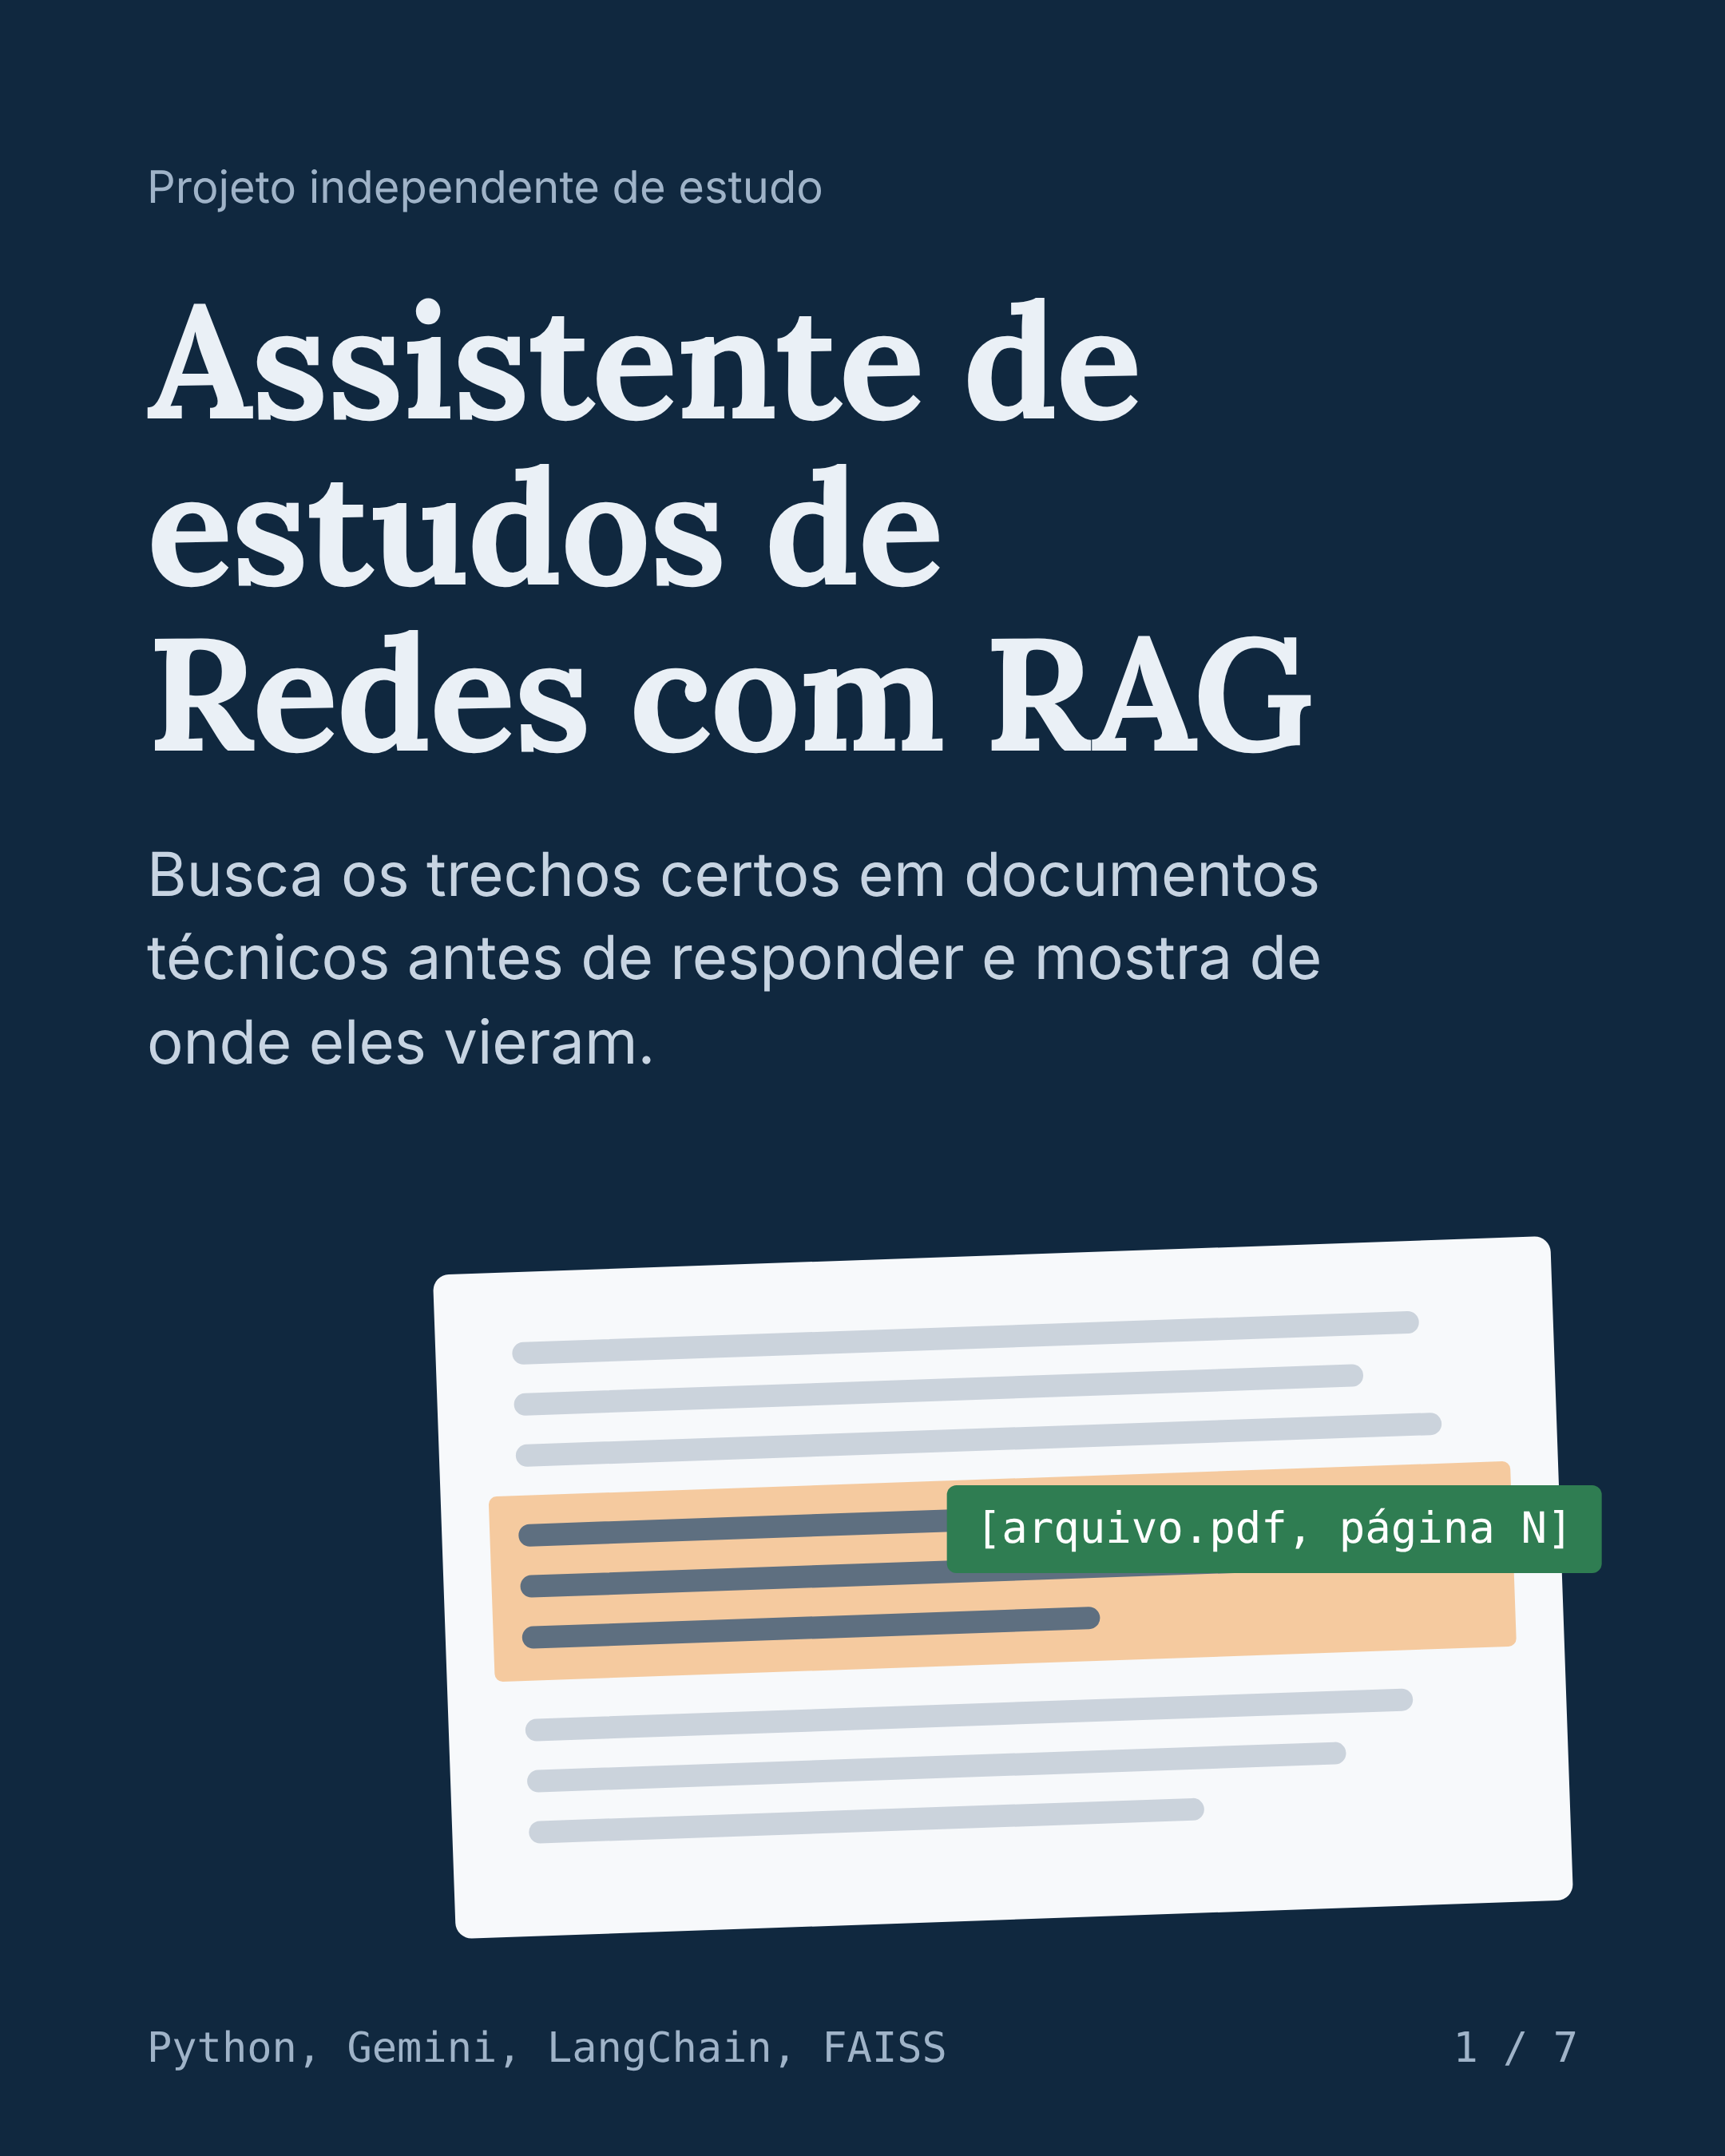 Projeto independente de estudo
Assistente de
estudos de
Redes com RAG
Busca os trechos certos em documentos
técnicos antes de responder e mostra de
onde eles vieram.
[arquivo.pdf, página N]
Python, Gemini, LangChain, FAISS
1 / 7